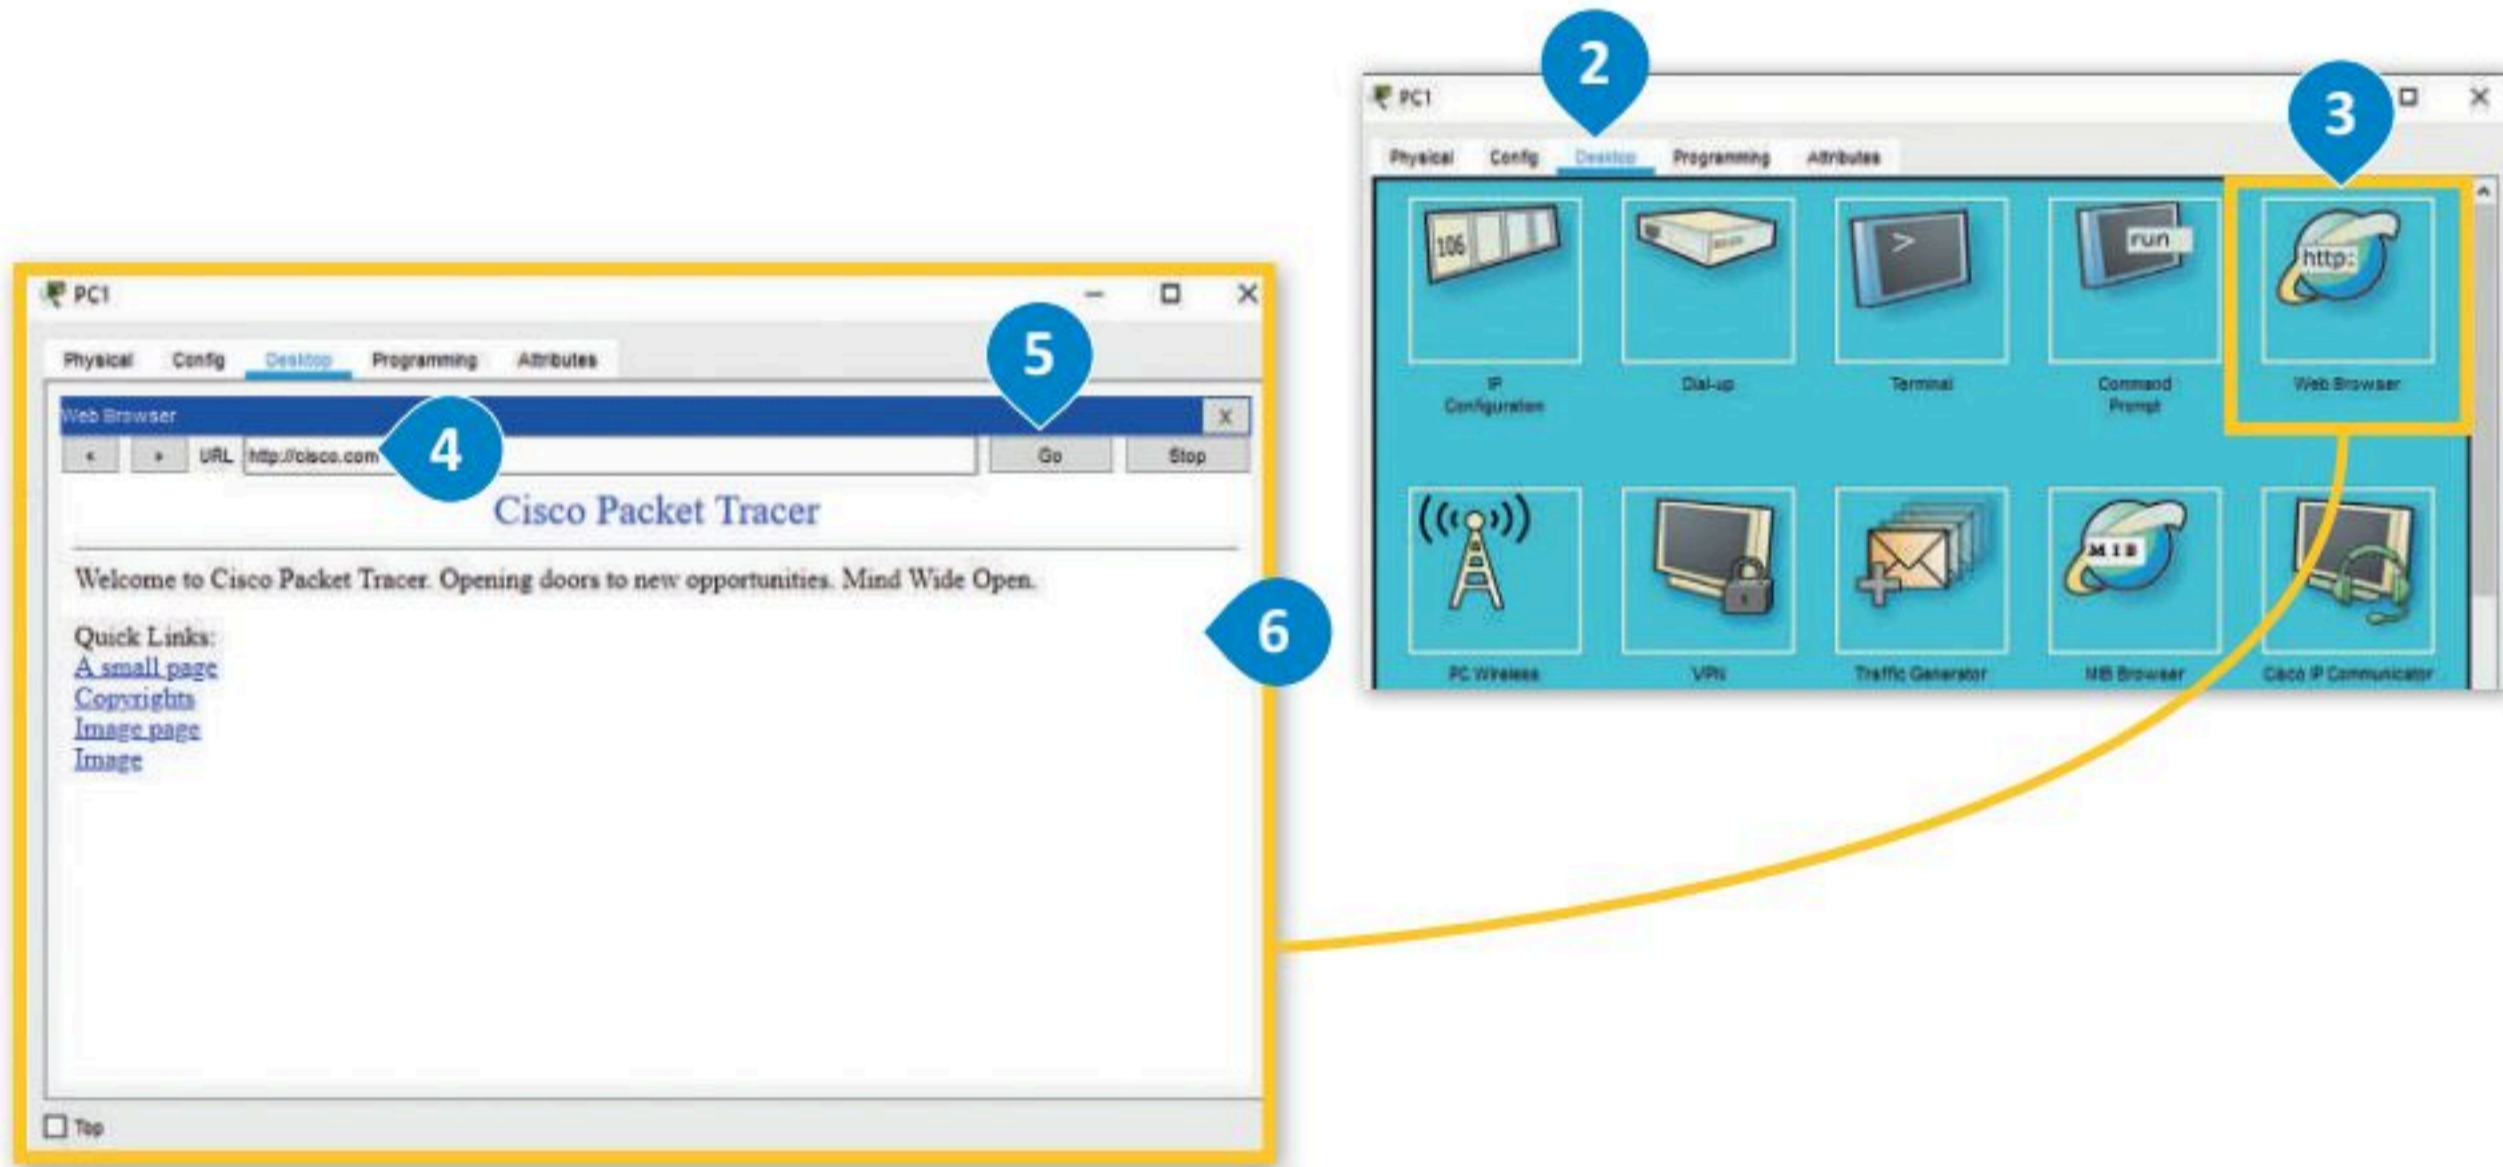 2
PC1
3
Physical Config Desktop Programming Attributes
106
>
run
http:
IP
Configuration
Dial-up
Terminal
Command
Prompt
Web Browser
MIB
PC Wireless
VPN
Traffic Generator
MIB Browser
Cisco IP Communicator
PC1
5
Physical Config Desktop Programming Attributes
Web Browser
X
4
< > URL http://cisco.com Go Stop
Cisco Packet Tracer
Welcome to Cisco Packet Tracer. Opening doors to new opportunities. Mind Wide Open.
6
Quick Links:
A small page
Copyrights
Image page
Image
Top